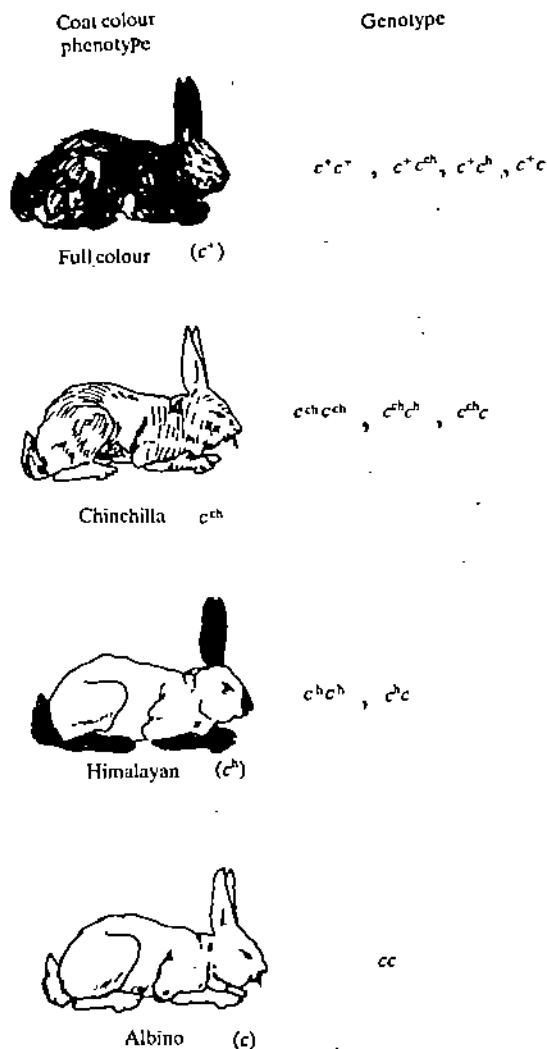 Coat colour Genotype
phenotype
c⁺c⁺ , c⁺cᶜʰ, c⁺cʰ , c⁺c
Full colour (c⁺)
cᶜʰcᶜʰ , cᶜʰcʰ , cᶜʰc
Chinchilla cᶜʰ
cʰcʰ , cʰc
Himalayan (cʰ)
cc
Albino (c)